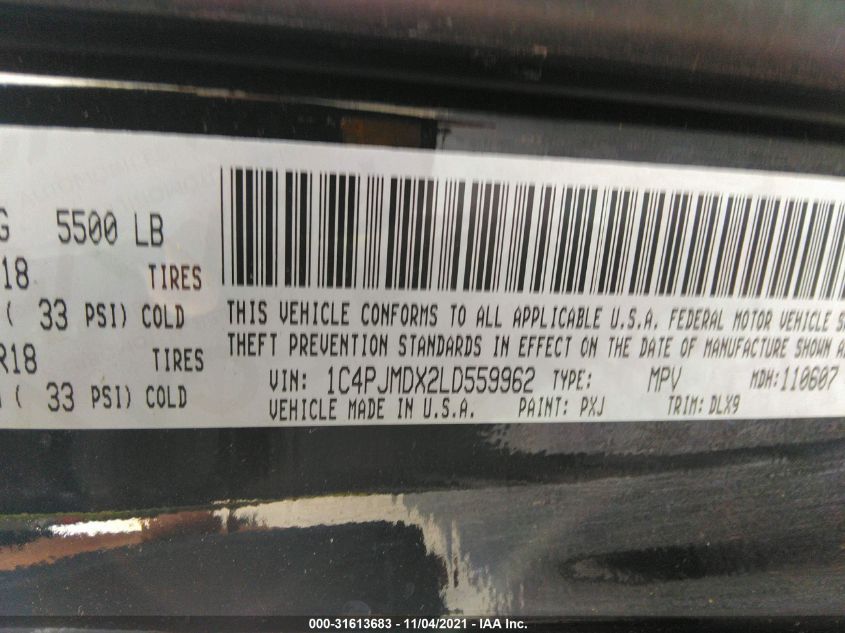 G 5500 LB
18 TIRES
( 33 PSI) COLD
R18 TIRES
( 33 PSI) COLD
THIS VEHICLE CONFORMS TO ALL APPLICABLE U.S.A. FEDERAL MOTOR VEHICLE S
THEFT PREVENTION STANDARDS IN EFFECT ON THE DATE OF MANUFACTURE SHOWN A
VIN: 1C4PJMDX2LD559962 TYPE: MPV MDH: 110607
VEHICLE MADE IN U.S.A. PAINT: PXJ TRIM: DLX9
000-31613683 - 11/04/2021 - IAA Inc.